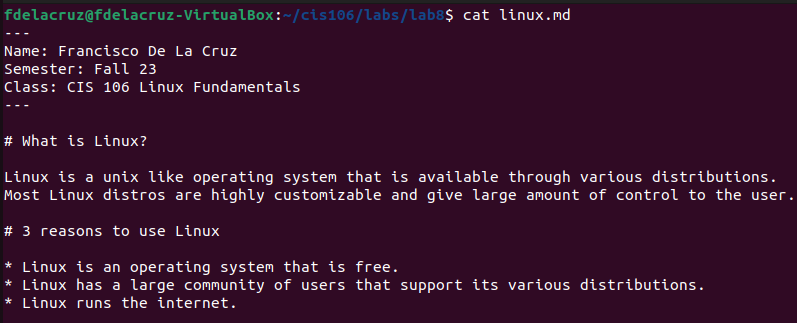 fdelacruz@fdelacruz-VirtualBox:~/cis106/labs/lab8$ cat linux.md
---
Name: Francisco De La Cruz
Semester: Fall 23
Class: CIS 106 Linux Fundamentals
---
# What is Linux?
Linux is a unix like operating system that is available through various distributions.
Most Linux distros are highly customizable and give large amount of control to the user.
# 3 reasons to use Linux
* Linux is an operating system that is free.
* Linux has a large community of users that support its various distributions.
* Linux runs the internet.